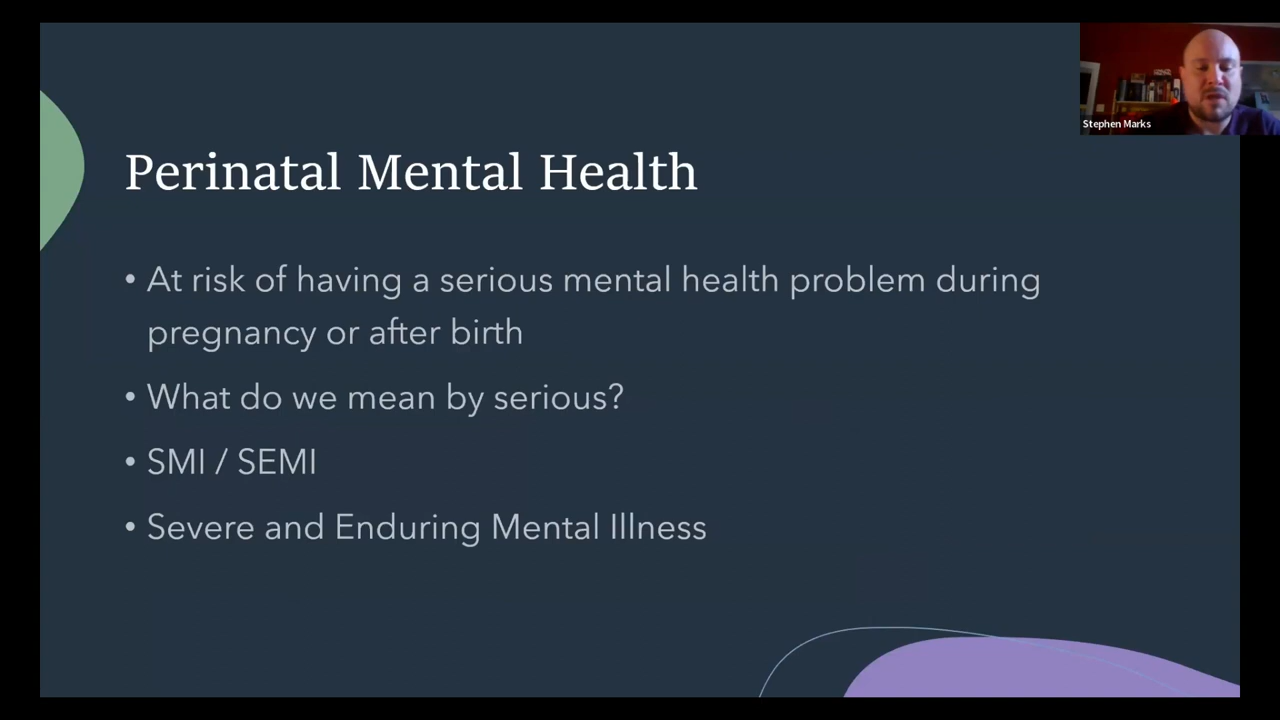 Stephen Marks
Perinatal Mental Health
• At risk of having a serious mental health problem during
pregnancy or after birth
• What do we mean by serious?
• SMI / SEMI
• Severe and Enduring Mental Illness